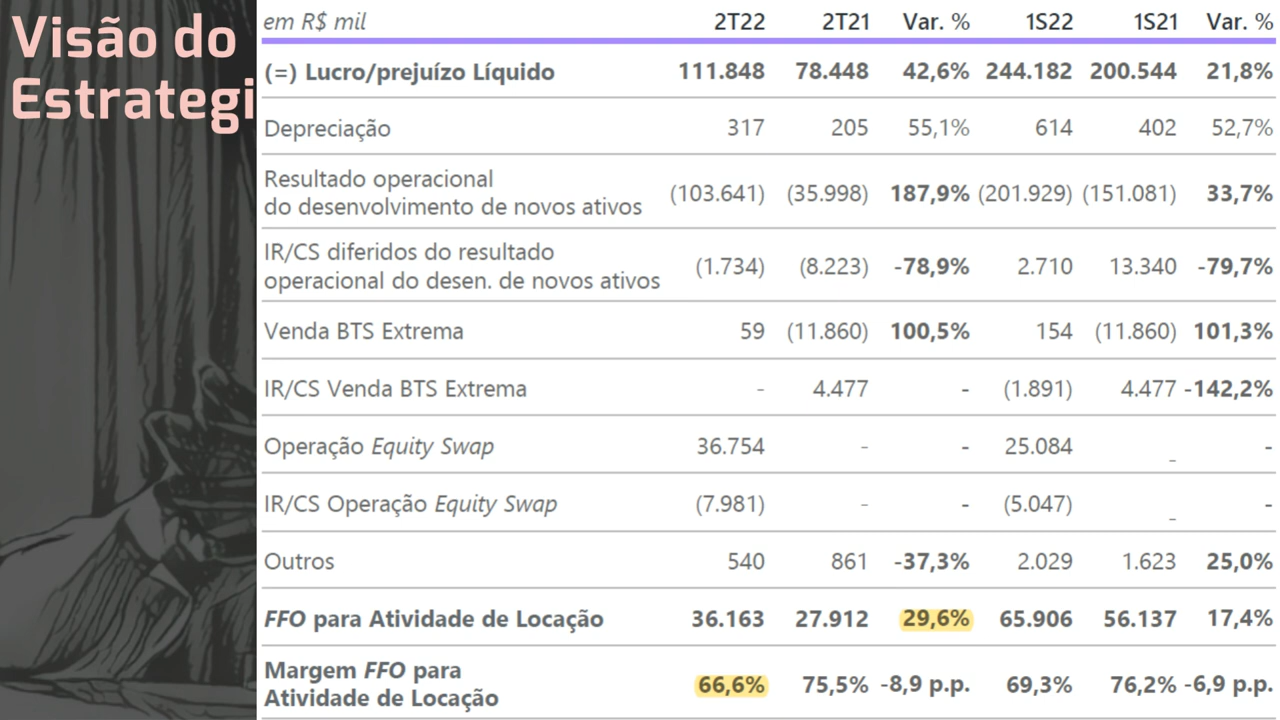 Visão do
Estrategi
em R$ mil 2T22 2T21 Var. % 1S22 1S21 Var. %
(=) Lucro/prejuízo Líquido 111.848 78.448 42,6% 244.182 200.544 21,8%
Depreciação 317 205 55,1% 614 402 52,7%
Resultado operacional
do desenvolvimento de novos ativos (103.641) (35.998) 187,9% (201.929) (151.081) 33,7%
IR/CS diferidos do resultado
operacional do desen. de novos ativos (1.734) (8.223) -78,9% 2.710 13.340 -79,7%
Venda BTS Extrema 59 (11.860) 100,5% 154 (11.860) 101,3%
IR/CS Venda BTS Extrema - 4.477 - (1.891) 4.477 -142,2%
Operação Equity Swap 36.754 - - 25.084 _ -
IR/CS Operação Equity Swap (7.981) - - (5.047) _ -
Outros 540 861 -37,3% 2.029 1.623 25,0%
FFO para Atividade de Locação 36.163 27.912 29,6% 65.906 56.137 17,4%
Margem FFO para
Atividade de Locação 66,6% 75,5% -8,9 p.p. 69,3% 76,2% -6,9 p.p.